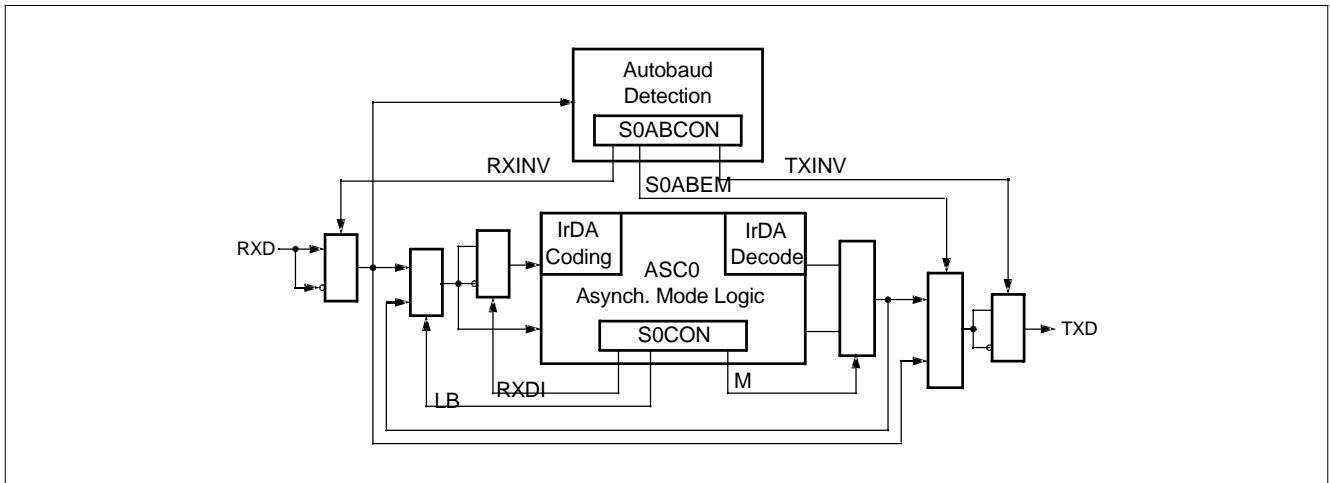 Autobaud
Detection
S0ABCON
RXINV
TXINV
S0ABEM
RXD
IrDA
Coding
IrDA
Decode
ASC0
Asynch. Mode Logic
S0CON
TXD
RXDI
M
LB